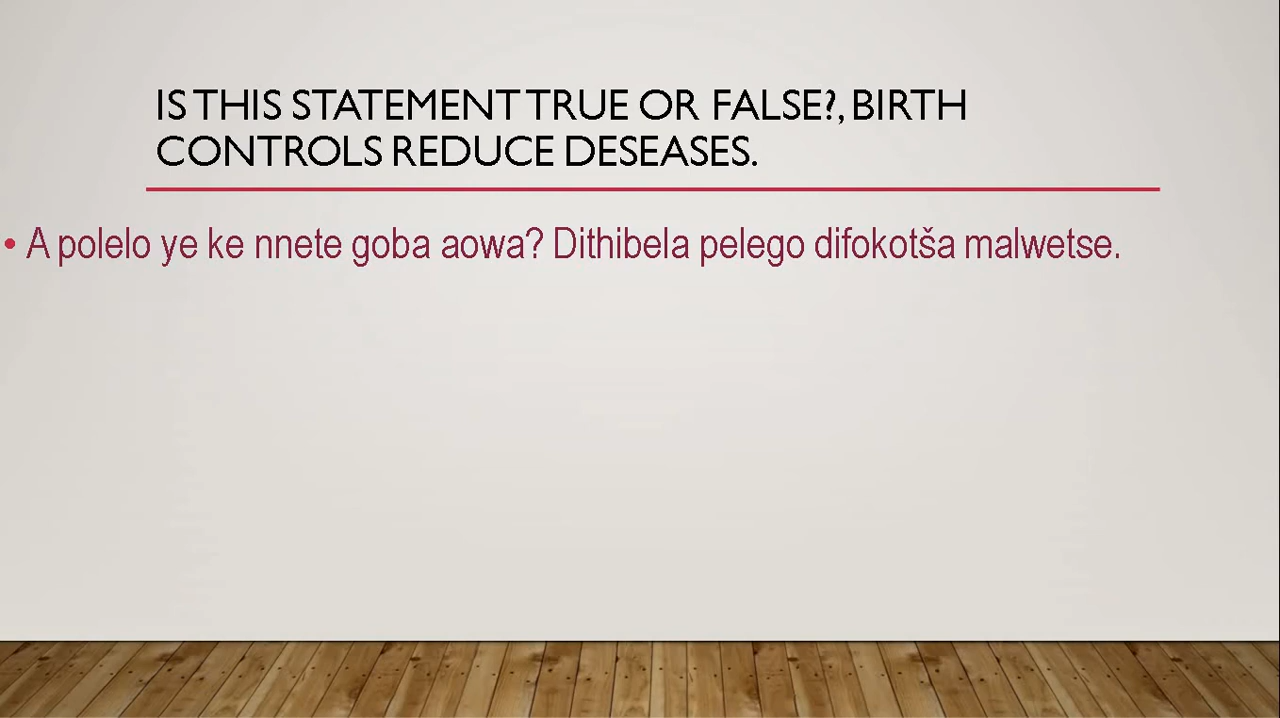 IS THIS STATEMENT TRUE OR FALSE?, BIRTH
CONTROLS REDUCE DESEASES.
• A polelo ye ke nnete goba aowa? Dithibela pelego difokotša malwetse.